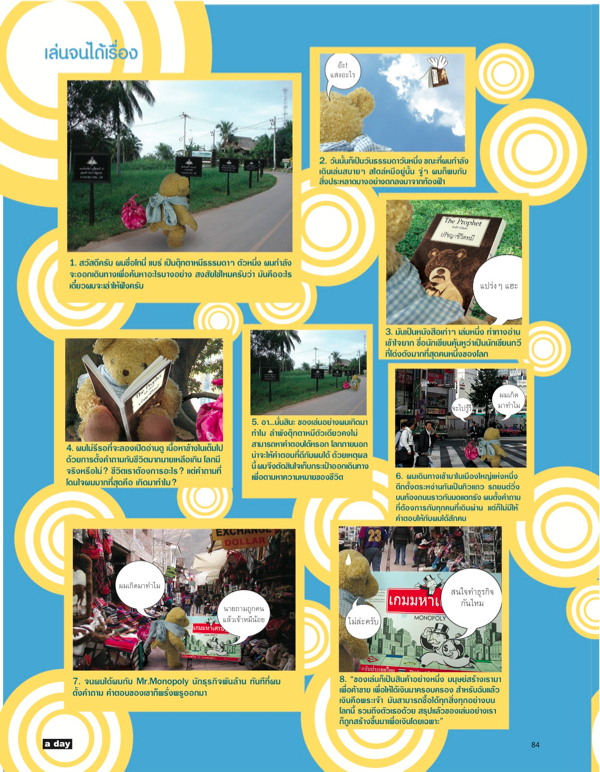 เล่นจนได้เรื่อง
1. สวัสดีครับ ผมชื่อโทนี่ แบร์ เป็นตุ๊กตาหมีธรรมดาๆ ตัวหนึ่ง ผมกำลัง
จะออกเดินทางเพื่อค้นหาอะไรบางอย่าง สงสัยใช่ไหมครับว่า มันคืออะไร
เดี๋ยวผมจะเล่าให้ฟังครับ
อ๊ะ!
แสงอะไร
2. วันนั้นก็เป็นวันธรรมดาวันหนึ่ง ขณะที่ผมกำลัง
เดินเล่นสบายๆ สไตล์หมีอยู่นั้น จู่ๆ ผมก็พบกับ
สิ่งประหลาดบางอย่างตกลงมาจากท้องฟ้า
The Prophet
ปรัชญาชีวิตหมี
แปร่งๆ แฮะ
3. มันเป็นหนังสือเก่าๆ เล่มหนึ่ง ท่าทางอ่าน
เข้าใจยาก ชื่อนักเขียนคุ้นหูว่าเป็นนักเขียนกวี
ที่โด่งดังมากที่สุดคนหนึ่งของโลก
The Prophet
4. ผมไม่รีรอที่จะลองเปิดอ่านดู เนื้อหาข้างในเต็มไป
ด้วยการตั้งคำถามกับชีวิตมากมายเหลือเกิน โลกมี
จริงหรือไม่? ชีวิตเราต้องการอะไร? แต่คำถามที่
โดนใจผมมากที่สุดคือ เกิดมาทำไม?
5. อา...นั่นสินะ ของเล่นอย่างผมเกิดมา
ทำไม ลำพังตุ๊กตาหมีตัวเดียวคงไม่
สามารถหาคำตอบได้หรอก โลกภายนอก
น่าจะให้คำตอบที่ดีกับผมได้ ด้วยเหตุผล
นี้ ผมจึงตัดสินใจเก็บกระเป๋าออกเดินทาง
เพื่อตามหาความหมายของชีวิต
จะไปรู้รึ
ผมเกิด
มาทำไม
6. ผมเดินทางเข้ามาในเมืองใหญ่แห่งหนึ่ง
ตึกตั้งตระหง่านกันเป็นทิวแถว รถยนต์วิ่ง
บนท้องถนนราวกับมดแตกรัง ผมตั้งคำถาม
ที่ต้องการกับทุกคนที่เดินผ่าน แต่ก็ไม่มีให้
คำตอบให้กับผมได้สักคน
EXCHANGE
DOLLAR
ผมเกิดมาทำไม
นายถามถูกคน
แล้วเจ้าหมีน้อย
7. จนผมได้พบกับ Mr.Monopoly นักธุรกิจพันล้าน ทันทีที่ผม
ตั้งคำถาม คำตอบของเขาก็พรั่งพรูออกมา
ไม่ล่ะครับ
สนใจทำธุรกิจ
กันไหม
MONOPOLY
8. "ของเล่นก็เป็นสินค้าอย่างหนึ่ง มนุษย์สร้างเรามา
เพื่อค้าขาย เพื่อให้ได้เงินมาครอบครอง สำหรับฉันแล้ว
เงินคือพระเจ้า มันสามารถซื้อได้ทุกสิ่งทุกอย่างบน
โลกนี้ รวมถึงตัวเธอด้วย สรุปแล้วของเล่นอย่างเรา
ก็ถูกสร้างขึ้นมาเพื่อเงินโดยเฉพาะ"
a day
84